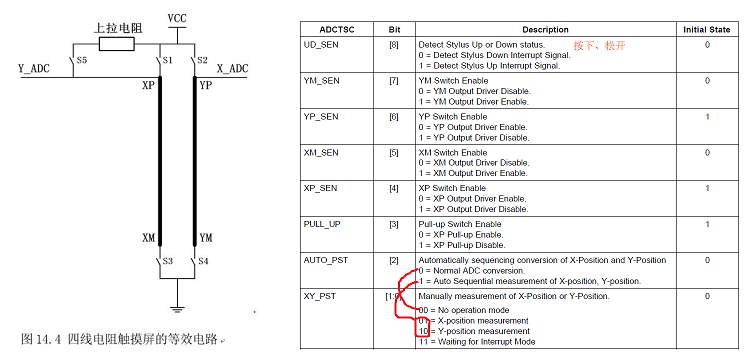 上拉电阻
VCC
S5
S1
S2
Y_ADC
X_ADC
XP
YP
XM
YM
S3
S4
图 14.4 四线电阻触摸屏的等效电路
ADCTSC Bit Description Initial State
UD_SEN [8] Detect Stylus Up or Down status. 按下、松开 0
0 = Detect Stylus Down Interrupt Signal.
1 = Detect Stylus Up Interrupt Signal.
YM_SEN [7] YM Switch Enable 0
0 = YM Output Driver Disable.
1 = YM Output Driver Enable.
YP_SEN [6] YP Switch Enable 1
0 = YP Output Driver Enable.
1 = YP Output Driver Disable.
XM_SEN [5] XM Switch Enable 0
0 = XM Output Driver Disable.
1 = XM Output Driver Enable.
XP_SEN [4] XP Switch Enable 1
0 = XP Output Driver Enable.
1 = XP Output Driver Disable.
PULL_UP [3] Pull-up Switch Enable 1
0 = XP Pull-up Enable.
1 = XP Pull-up Disable.
AUTO_PST [2] Automatically sequencing conversion of X-Position and Y-Position 0
0 = Normal ADC conversion.
1 = Auto Sequential measurement of X-position, Y-position.
XY_PST [1:0] Manually measurement of X-Position or Y-Position. 0
00 = No operation mode
01 = X-position measurement
10 = Y-position measurement
11 = Waiting for Interrupt Mode